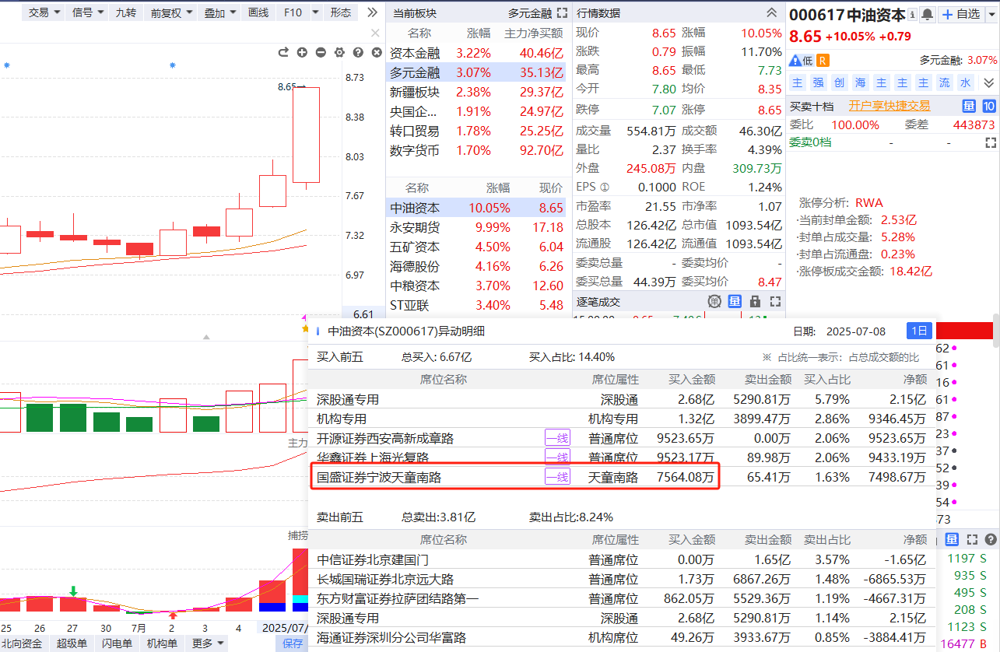 交易 信号 九转 前复权 叠加 画线 F10 形态
8.65
8.73
8.38
8.03
7.67
7.32
6.97
6.61
主力
捕捞
25 26 27 30 7月 2 3 4 2025/07/
北向资金 超级单 闪电单 机构单 更多 保存
当前板块 多元金融
名称 涨幅 主力净买额
资本金融 3.22% 40.46亿
多元金融 3.07% 35.13亿
新疆板块 2.38% 29.37亿
央国企... 1.91% 24.97亿
转口贸易 1.78% 25.25亿
数字货币 1.70% 92.70亿
名称 涨幅 现价
中油资本 10.05% 8.65
永安期货 9.99% 17.18
五矿资本 4.50% 6.04
海德股份 4.16% 6.26
中粮资本 3.70% 12.60
ST亚联 3.40% 5.48
行情数据
现价 8.65 涨幅 10.05%
涨跌 0.79 振幅 11.70%
最高 8.65 最低 7.73
今开 7.80 均价 8.35
跌停 7.07 涨停 8.65
成交量 554.81万 成交额 46.30亿
量比 2.37 换手率 4.39%
外盘 245.08万 内盘 309.73万
EPS ① 0.1000 ROE 1.24%
市盈率 21.55 市净率 1.07
总股本 126.42亿 总市值 1093.54亿
流通股 126.42亿 流通值 1093.54亿
委卖总量 - 委卖均价 -
委买总量 44.39万 委买均价 8.47
逐笔成交 单 量
000617 中油资本 自选
8.65 +10.05% +0.79
低 R 多元金融: 3.07%
主 强 创 海 主 主 主 流 水
买卖十档 开户享快捷交易 量 10
委比 100.00% 委差 443873
委卖0档 - -
涨停分析: RWA
·当前封单金额: 2.53亿
·封单占成交量: 5.28%
·封单占流通盘: 0.23%
·涨停板成交金额: 18.42亿
中油资本(SZ000617)异动明细 日期: 2025-07-08 1日
买入前五 总买入: 6.67亿 买入占比: 14.40% ※ 占比统一表示：占总成交额的比
席位名称 席位属性 买入金额 卖出金额 买入占比 净额
深股通专用 深股通 2.68亿 5290.81万 5.79% 2.15亿
机构专用 机构专用 1.32亿 3899.47万 2.86% 9346.45万
开源证券西安高新成章路 一线 普通席位 9523.65万 0.00万 2.06% 9523.65万
华鑫证券上海光复路 一线 普通席位 9523.17万 89.98万 2.06% 9433.19万
国盛证券宁波天童南路 一线 天童南路 7564.08万 65.41万 1.63% 7498.67万
卖出前五 总卖出:3.81亿 卖出占比:8.24%
席位名称 席位属性 买入金额 卖出金额 卖出占比 净额
中信证券北京建国门 普通席位 0.00万 1.65亿 3.57% -1.65亿
长城国瑞证券北京远大路 普通席位 1.73万 6867.26万 1.48% -6865.53万
东方财富证券拉萨团结路第一 普通席位 862.05万 5529.36万 1.19% -4667.31万
深股通专用 深股通 2.68亿 5290.81万 1.14% 2.15亿
海通证券深圳分公司华富路 机构席位 49.26万 3933.67万 0.85% -3884.41万
62
61
16
61
87
23
37
52
39
54
73
量
1197 S
935 S
495 S
208 S
1123 S
16477 B